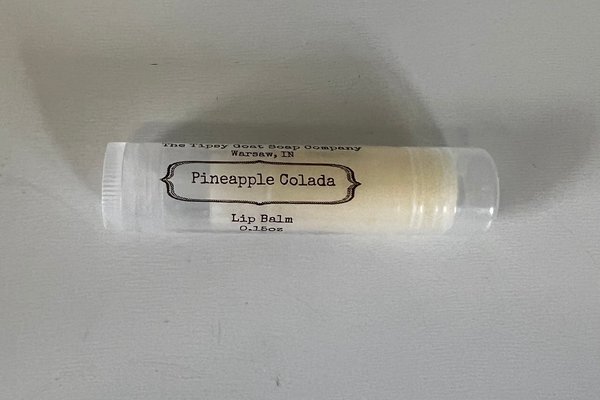 The Tipsy Goat Soap Company
Warsaw, IN
Pineapple Colada
Lip Balm
0.15oz